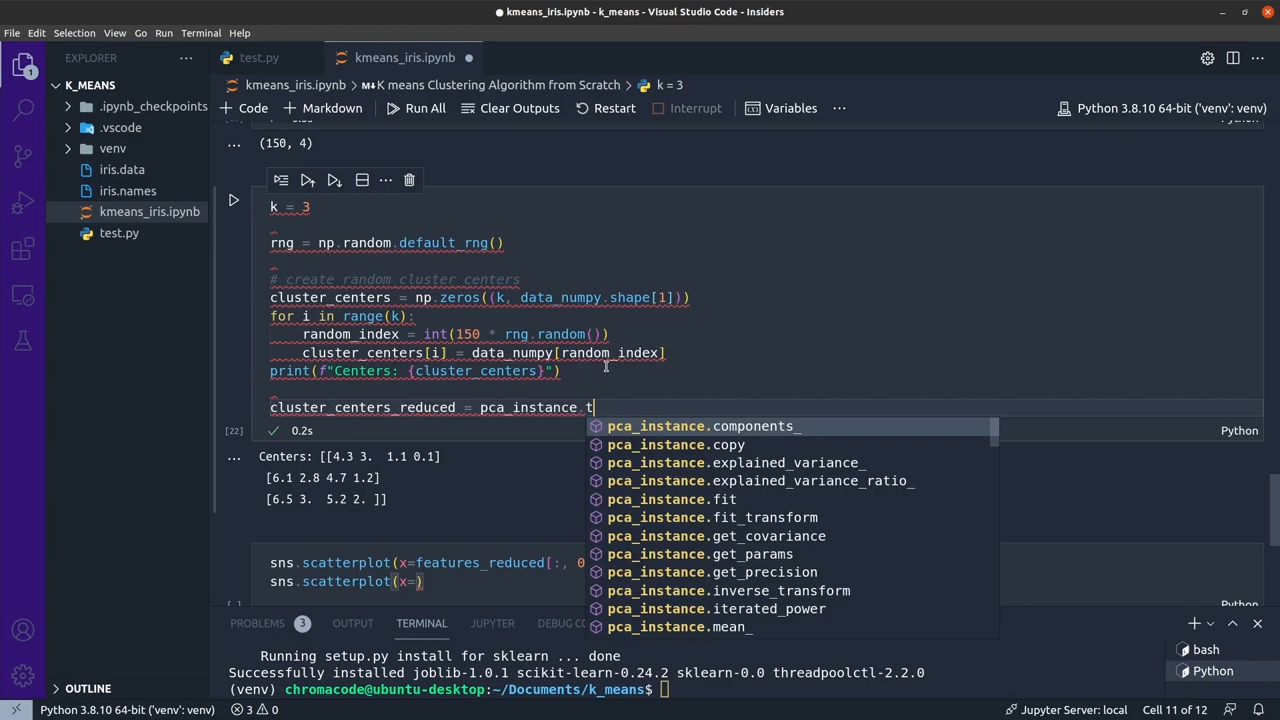 kmeans_iris.ipynb - k_means - Visual Studio Code - Insiders
File Edit Selection View Go Run Terminal Help
EXPLORER
test.py
kmeans_iris.ipynb
K_MEANS
kmeans_iris.ipynb > M↓K means Clustering Algorithm from Scratch > k = 3
.ipynb_checkpoints
Code
Markdown
Run All
Clear Outputs
Restart
Interrupt
Variables
Python 3.8.10 64-bit ('venv': venv)
.vscode
venv
iris.data
iris.names
kmeans_iris.ipynb
test.py
Python
(150, 4)
k = 3
rng = np.random.default_rng()
# create random cluster centers
cluster_centers = np.zeros((k, data_numpy.shape[1]))
for i in range(k):
random_index = int(150 * rng.random())
cluster_centers[i] = data_numpy[random_index]
print(f"Centers: {cluster_centers}")
cluster_centers_reduced = pca_instance.t
pca_instance.components_
pca_instance.copy
pca_instance.explained_variance_
pca_instance.explained_variance_ratio_
pca_instance.fit
pca_instance.fit_transform
pca_instance.get_covariance
pca_instance.get_params
pca_instance.get_precision
pca_instance.inverse_transform
pca_instance.iterated_power
pca_instance.mean_
[22]
0.2s
Python
Centers: [[4.3 3.  1.1 0.1]
[6.1 2.8 4.7 1.2]
[6.5 3.  5.2 2. ]]
sns.scatterplot(x=features_reduced[:, 0
sns.scatterplot(x=)
[ ]
Python
PROBLEMS 3 OUTPUT TERMINAL JUPYTER DEBUG CO
Running setup.py install for sklearn ... done
Successfully installed joblib-1.0.1 scikit-learn-0.24.2 sklearn-0.0 threadpoolctl-2.2.0
(venv) chromacode@ubuntu-desktop:~/Documents/k_means$
bash
Python
OUTLINE
1
Python 3.8.10 64-bit ('venv': venv) 3 0
Jupyter Server: local
Cell 11 of 12